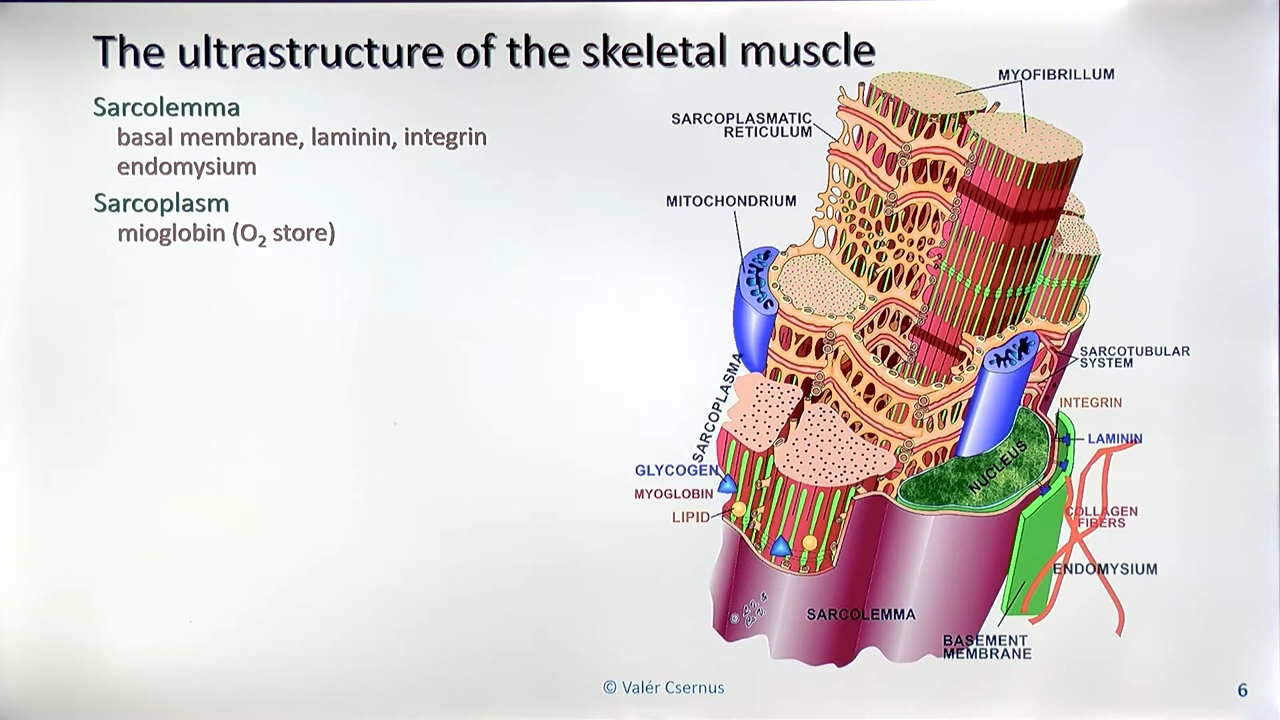 The ultrastructure of the skeletal muscle
Sarcolemma
basal membrane, laminin, integrin
endomysium
Sarcoplasm
mioglobin (O₂ store)
MYOFIBRILLUM
SARCOPLASMATIC
RETICULUM
MITOCHONDRIUM
SARCOTUBULAR
SYSTEM
SARCOPLASMA
INTEGRIN
LAMININ
NUCLEUS
GLYCOGEN
MYOGLOBIN
LIPID
COLLAGEN
FIBERS
ENDOMYSIUM
SARCOLEMMA
BASEMENT
MEMBRANE
© Valér Csernus
6